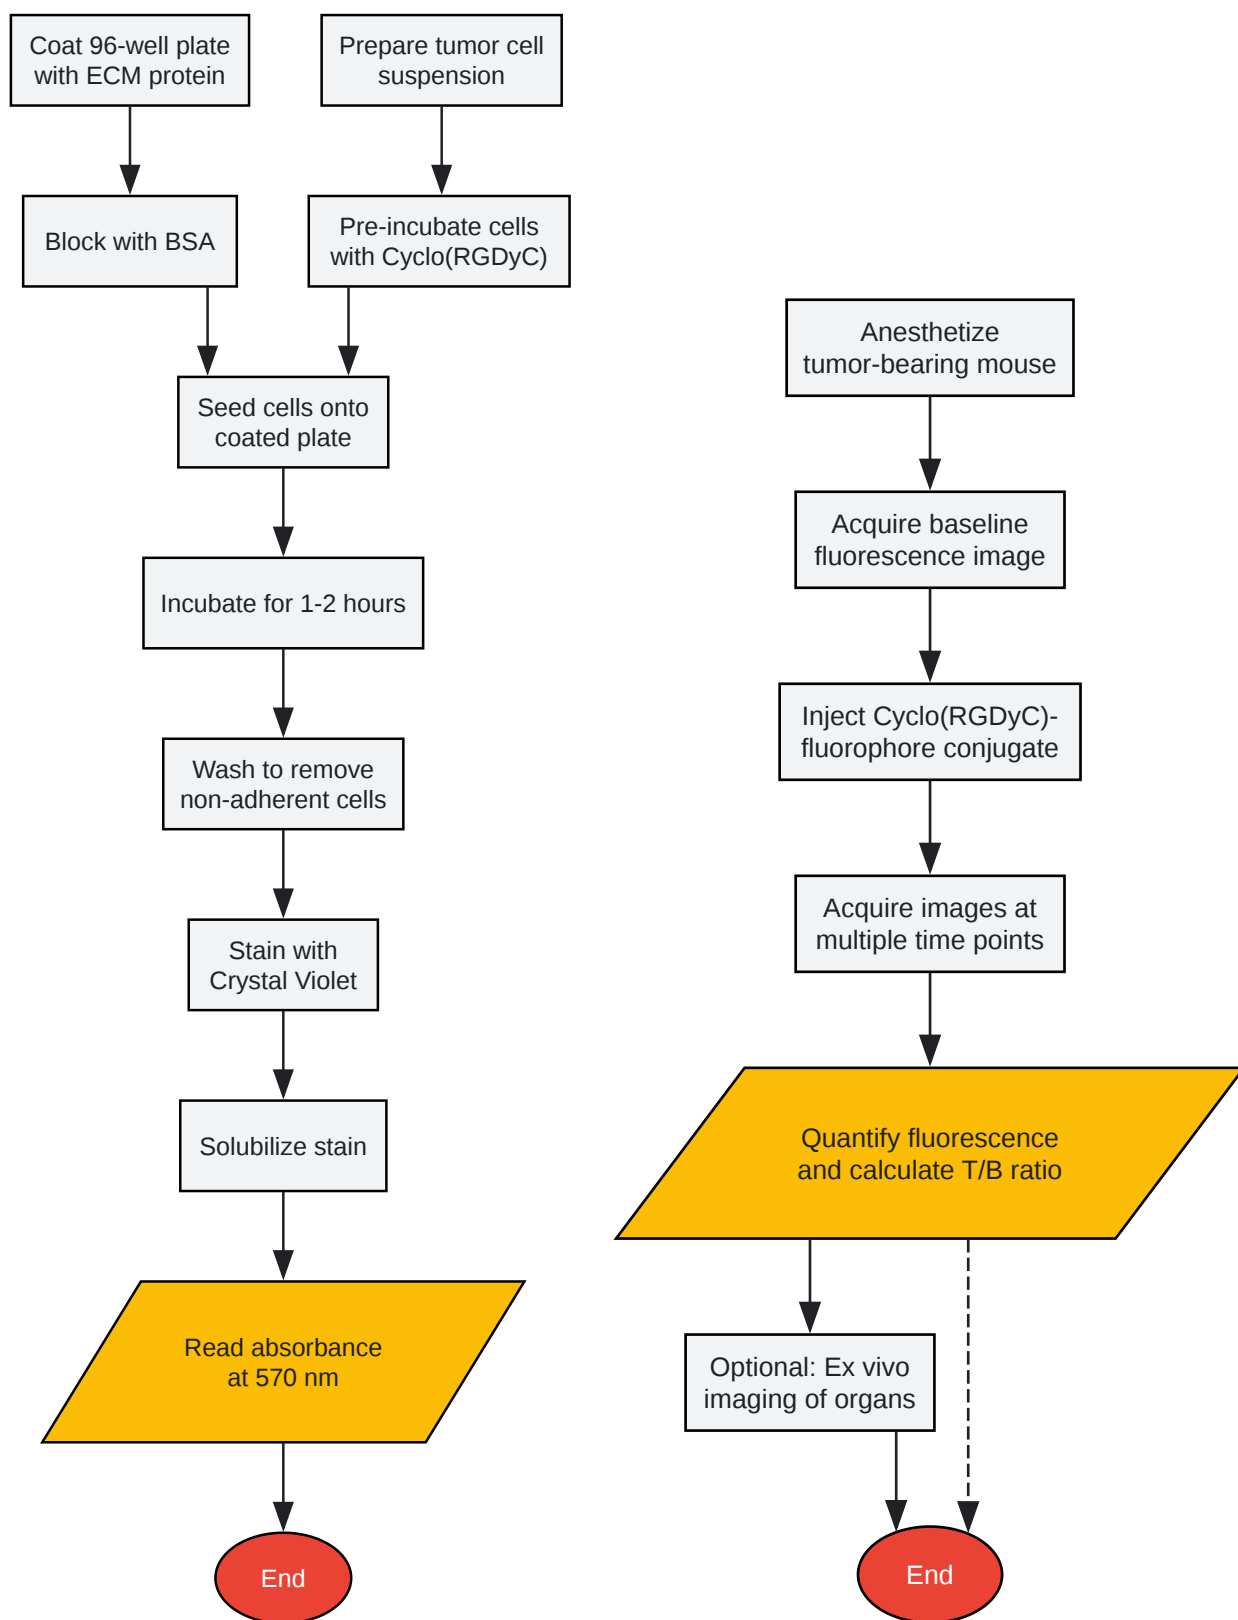 Coat 96-well plate
with ECM protein
Prepare tumor cell
suspension
Block with BSA
Pre-incubate cells
with Cyclo(RGDyC)
Seed cells onto
coated plate
Incubate for 1-2 hours
Wash to remove
non-adherent cells
Stain with
Crystal Violet
Solubilize stain
Read absorbance
at 570 nm
End
Anesthetize
tumor-bearing mouse
Acquire baseline
fluorescence image
Inject Cyclo(RGDyC)-
fluorophore conjugate
Acquire images at
multiple time points
Quantify fluorescence
and calculate T/B ratio
Optional: Ex vivo
imaging of organs
End